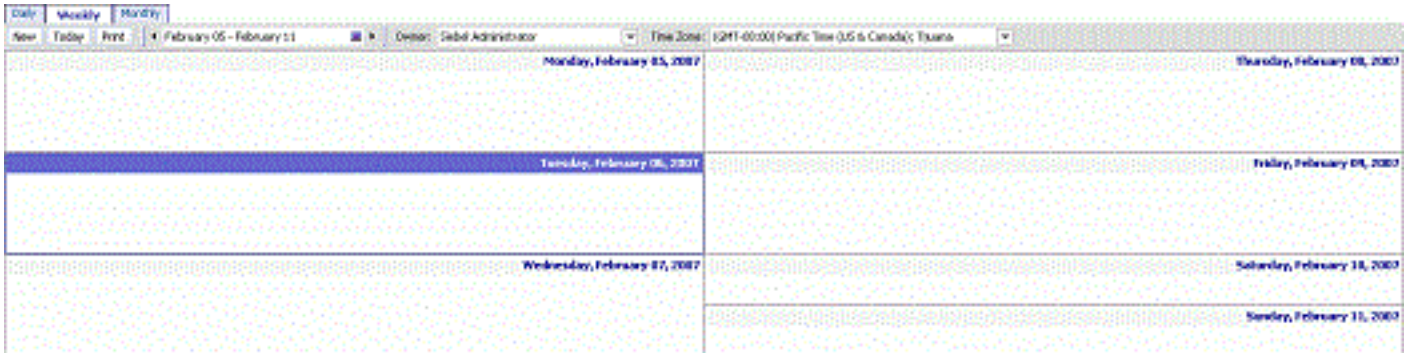 Daily Weekly Monthly
New Today Print February 05 - February 11 Owner: Siebel Administrator Time Zone: (GMT-08:00) Pacific Time (US & Canada); Tijuana
Monday, February 05, 2007
Tuesday, February 06, 2007
Wednesday, February 07, 2007
Thursday, February 08, 2007
Friday, February 09, 2007
Saturday, February 10, 2007
Sunday, February 11, 2007